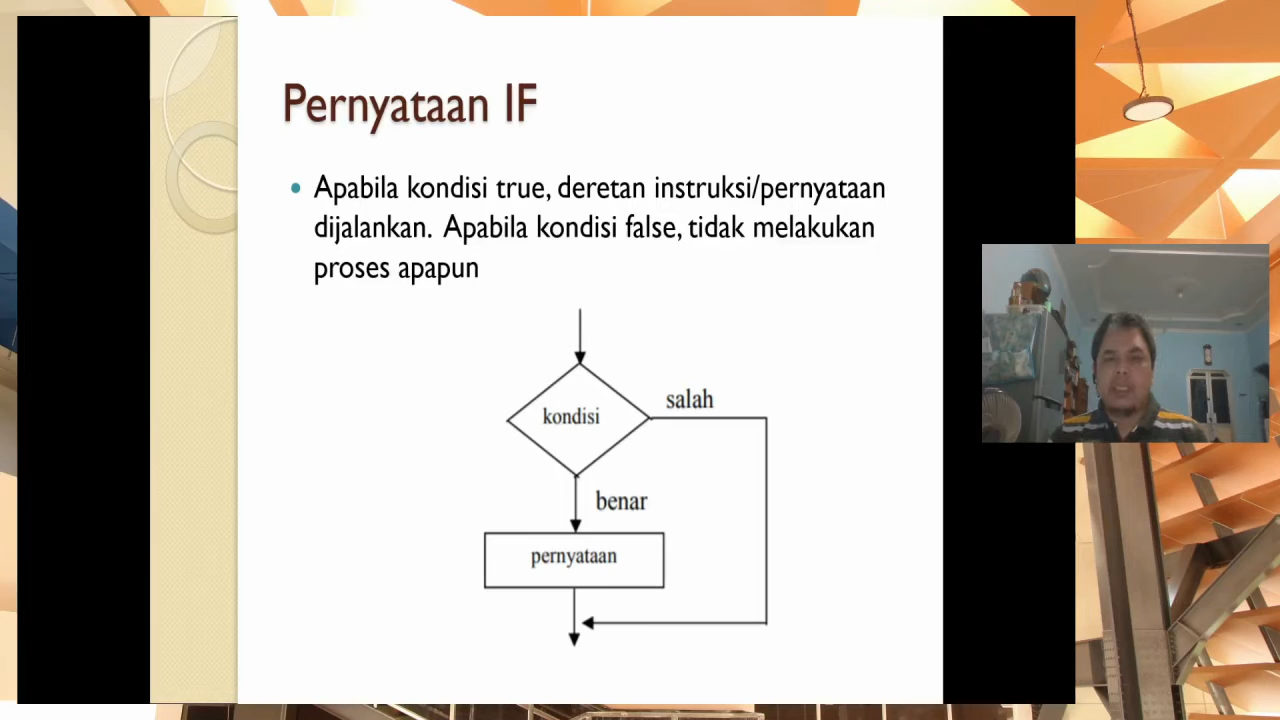 Pernyataan IF
Apabila kondisi true, deretan instruksi/pernyataan
dijalankan. Apabila kondisi false, tidak melakukan
proses apapun
kondisi
salah
benar
pernyataan